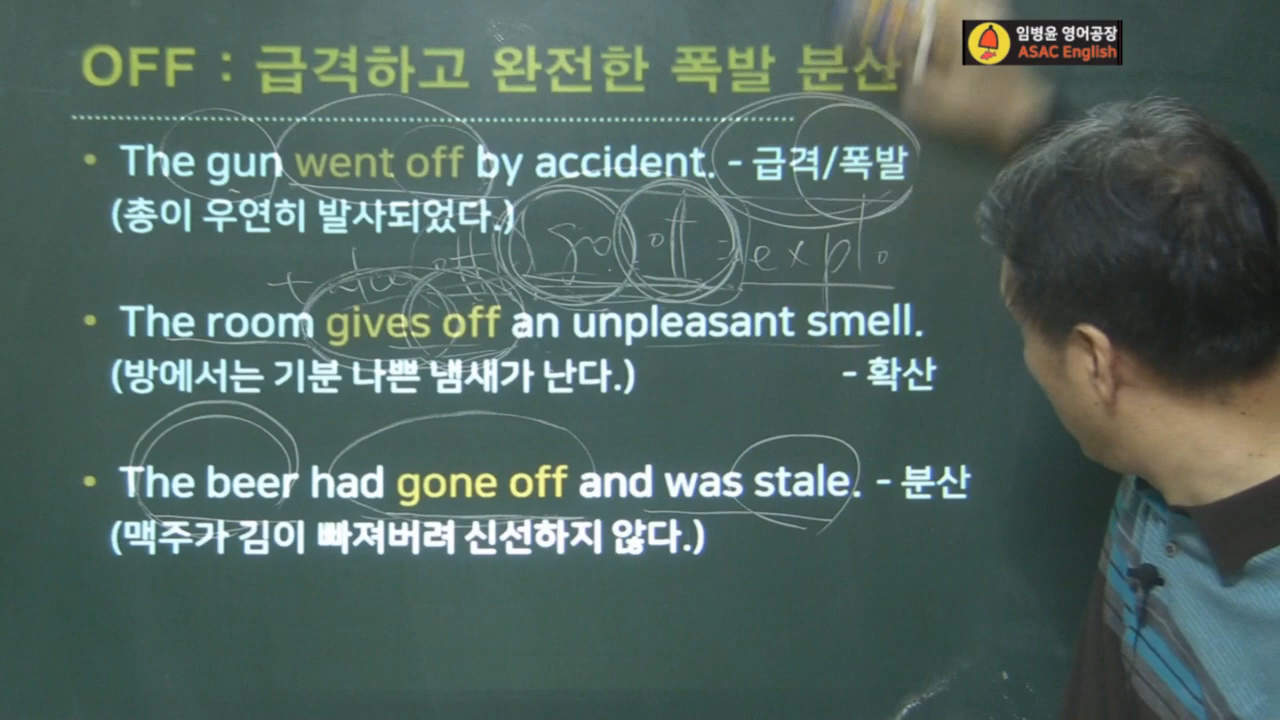 임병윤 영어공장
ASAC English
OFF : 급격하고 완전한 폭발 분산
• The gun went off by accident. - 급격/폭발
(총이 우연히 발사되었다.)
go off = explo
• The room gives off an unpleasant smell.
(방에서는 기분 나쁜 냄새가 난다.) - 확산
• The beer had gone off and was stale. - 분산
(맥주가 김이 빠져버려 신선하지 않다.)